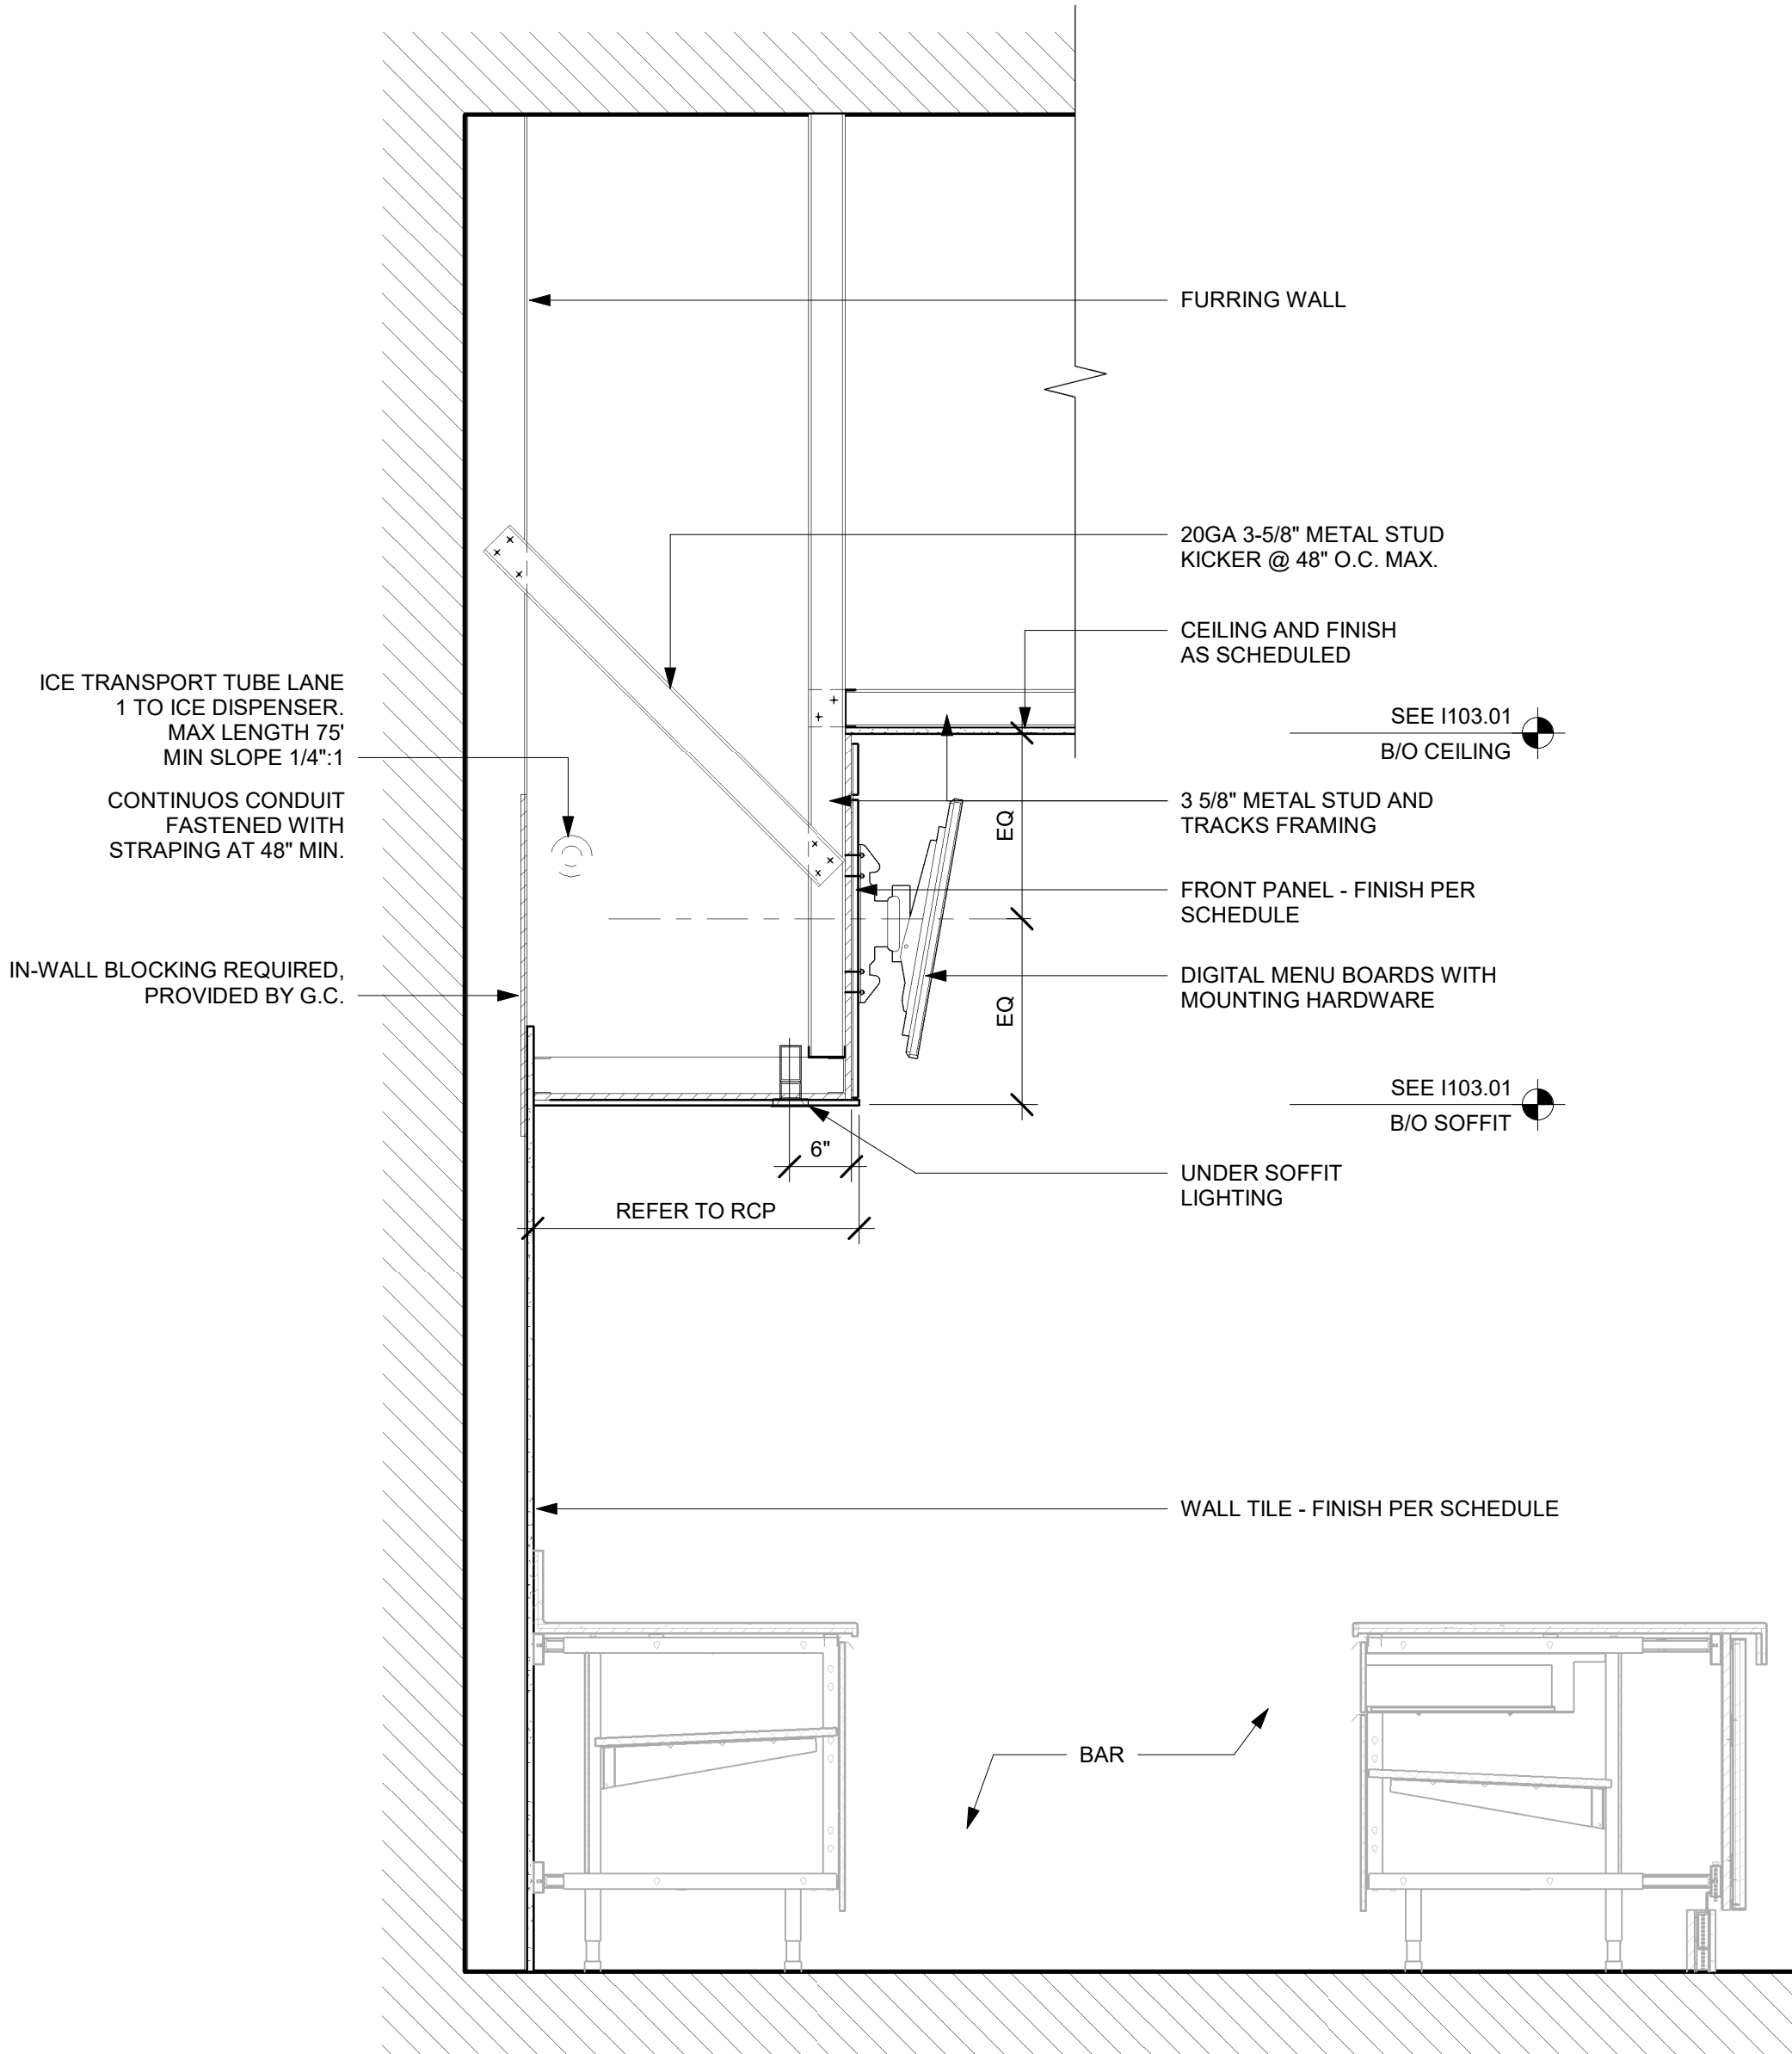 FURRING WALL
20GA 3-5/8" METAL STUD
KICKER @ 48" O.C. MAX.
CEILING AND FINISH
AS SCHEDULED
ICE TRANSPORT TUBE LANE
1 TO ICE DISPENSER.
MAX LENGTH 75'
MIN SLOPE 1/4":1
CONTINUOS CONDUIT
FASTENED WITH
STRAPING AT 48" MIN.
SEE I103.01
B/O CEILING
3 5/8" METAL STUD AND
TRACKS FRAMING
EQ
FRONT PANEL - FINISH PER
SCHEDULE
IN-WALL BLOCKING REQUIRED,
PROVIDED BY G.C.
DIGITAL MENU BOARDS WITH
MOUNTING HARDWARE
EQ
SEE I103.01
B/O SOFFIT
6"
UNDER SOFFIT
LIGHTING
REFER TO RCP
WALL TILE - FINISH PER SCHEDULE
BAR